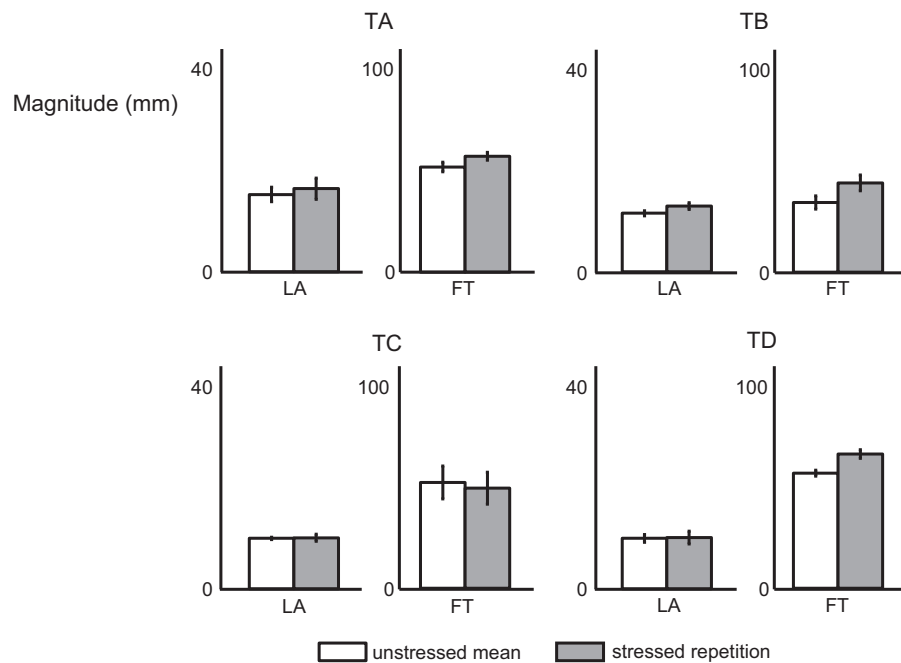 TA
TB
40
100
40
100
Magnitude (mm)
0
0
0
0
LA
FT
LA
FT
TC
TD
40
100
40
100
0
0
0
0
LA
FT
LA
FT
unstressed mean
stressed repetition